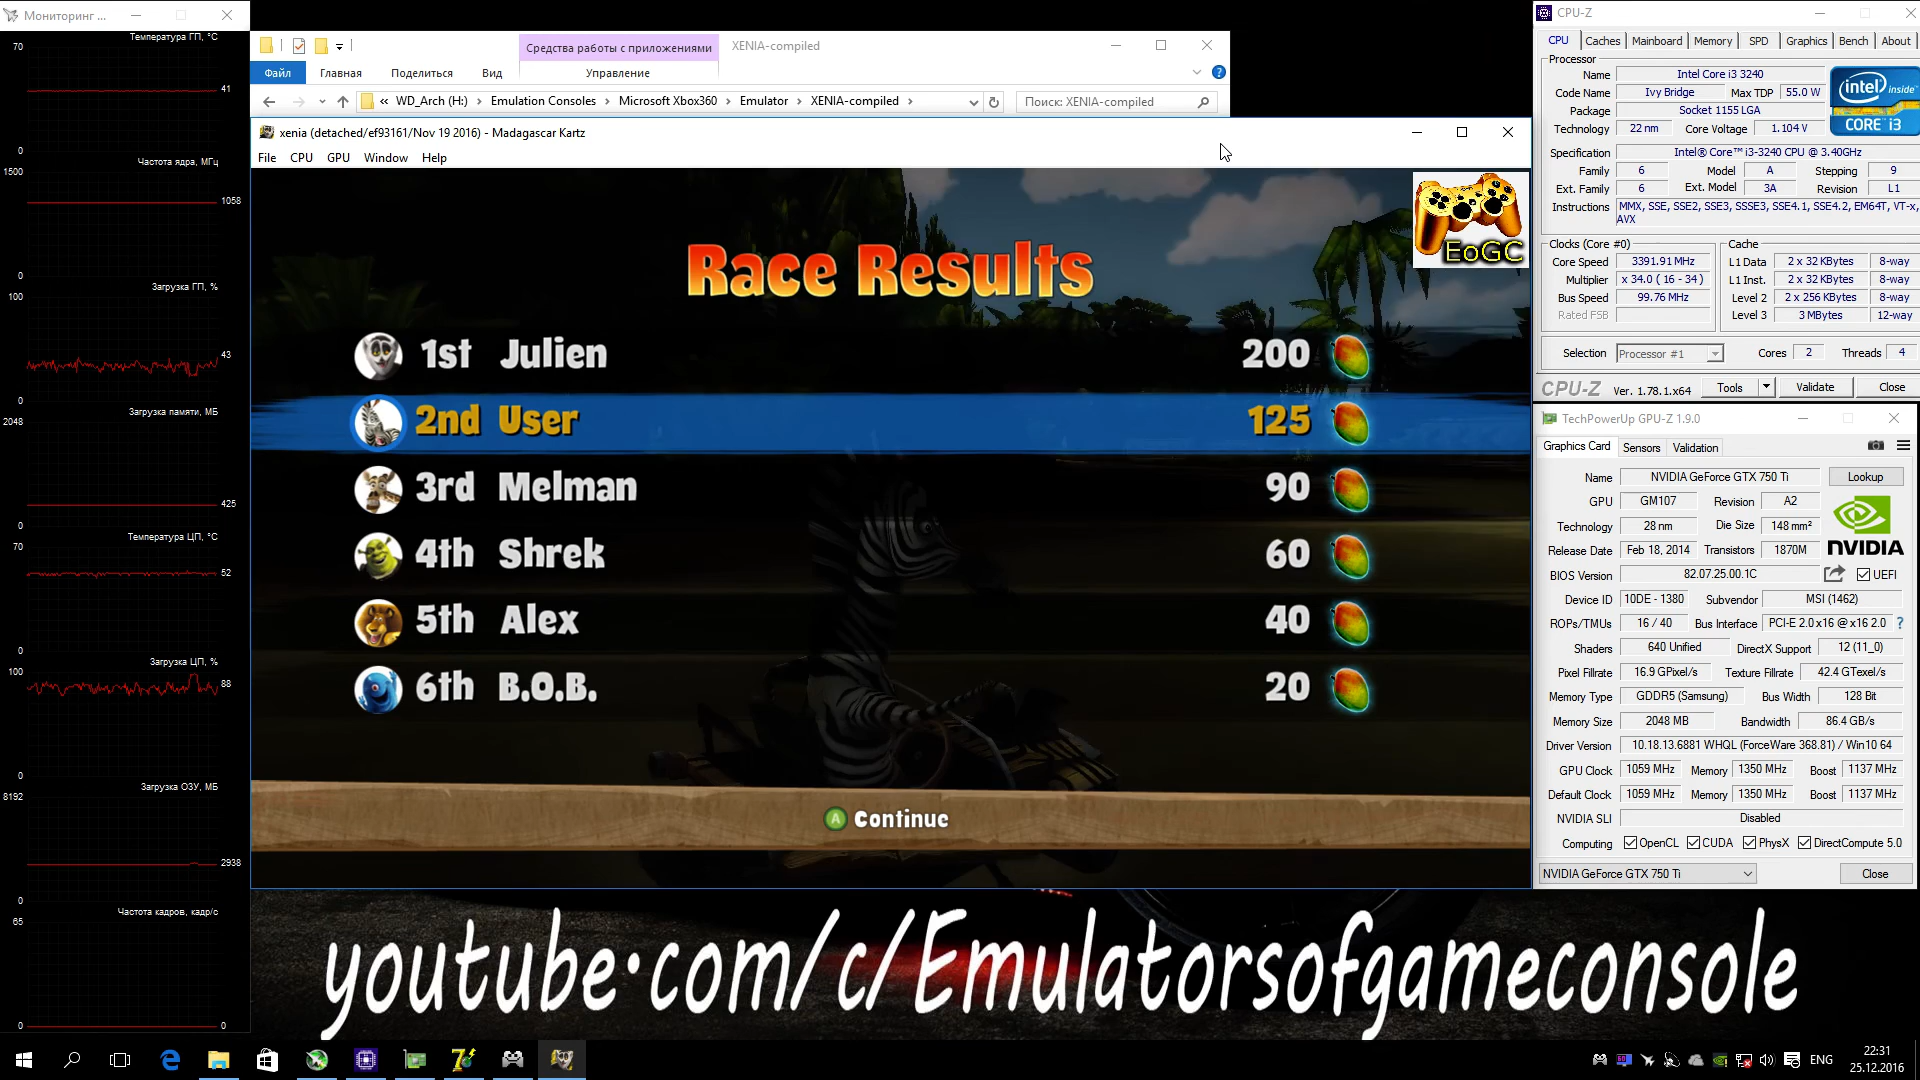 Мониторинг ...
Температура ГП, °C
70
41
0
Частота ядра, МГц
1500
1058
0
Загрузка ГП, %
100
43
0
Загрузка памяти, МБ
2048
425
0
Температура ЦП, °C
70
52
0
Загрузка ЦП, %
100
88
0
Загрузка ОЗУ, МБ
8192
2938
0
Частота кадров, кадр/с
65
0
0
Средства работы с приложениями
XENIA-compiled
Файл
Главная
Поделиться
Вид
Управление
« WD_Arch (H:) > Emulation Consoles > Microsoft Xbox360 > Emulator > XENIA-compiled >
Поиск: XENIA-compiled
xenia (detached/ef93161/Nov 19 2016) - Madagascar Kartz
File CPU GPU Window Help
EoGC
Race Results
1st Julien 200
2nd User 125
3rd Melman 90
4th Shrek 60
5th Alex 40
6th B.O.B. 20
A Continue
youtube.com/c/Emulatorsofgameconsole
CPU-Z
CPU Caches Mainboard Memory SPD Graphics Bench About
Processor
Name Intel Core i3 3240
Code Name Ivy Bridge Max TDP 55.0 W
Package Socket 1155 LGA
Technology 22 nm Core Voltage 1.104 V
intel inside™
CORE i3
Specification Intel® Core™ i3-3240 CPU @ 3.40GHz
Family 6 Model A Stepping 9
Ext. Family 6 Ext. Model 3A Revision L1
Instructions MMX, SSE, SSE2, SSE3, SSSE3, SSE4.1, SSE4.2, EM64T, VT-x,
AVX
Clocks (Core #0)
Core Speed 3391.91 MHz
Multiplier x 34.0 ( 16 - 34 )
Bus Speed 99.76 MHz
Rated FSB
Cache
L1 Data 2 x 32 KBytes 8-way
L1 Inst. 2 x 32 KBytes 8-way
Level 2 2 x 256 KBytes 8-way
Level 3 3 MBytes 12-way
Selection Processor #1 Cores 2 Threads 4
CPU-Z Ver. 1.78.1.x64 Tools Validate Close
TechPowerUp GPU-Z 1.9.0
Graphics Card Sensors Validation
Name NVIDIA GeForce GTX 750 Ti Lookup
GPU GM107 Revision A2
Technology 28 nm Die Size 148 mm²
Release Date Feb 18, 2014 Transistors 1870M
NVIDIA
BIOS Version 82.07.25.00.1C UEFI
Device ID 10DE - 1380 Subvendor MSI (1462)
ROPs/TMUs 16 / 40 Bus Interface PCI-E 2.0 x16 @ x16 2.0 ?
Shaders 640 Unified DirectX Support 12 (11_0)
Pixel Fillrate 16.9 GPixel/s Texture Fillrate 42.4 GTexel/s
Memory Type GDDR5 (Samsung) Bus Width 128 Bit
Memory Size 2048 MB Bandwidth 86.4 GB/s
Driver Version 10.18.13.6881 WHQL (ForceWare 368.81) / Win10 64
GPU Clock 1059 MHz Memory 1350 MHz Boost 1137 MHz
Default Clock 1059 MHz Memory 1350 MHz Boost 1137 MHz
NVIDIA SLI Disabled
Computing OpenCL CUDA PhysX DirectCompute 5.0
NVIDIA GeForce GTX 750 Ti Close
ENG
22:31
25.12.2016